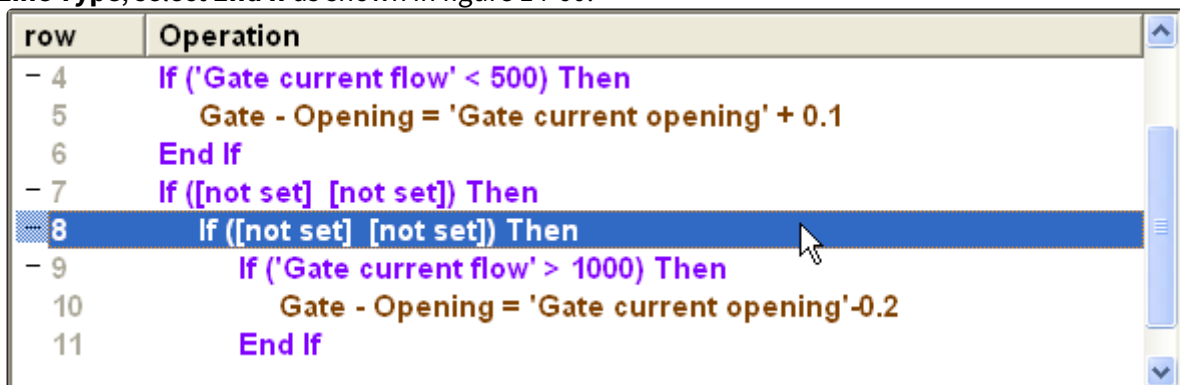 row Operation
4 If ('Gate current flow' < 500) Then
5 Gate - Opening = 'Gate current opening' + 0.1
6 End If
7 If ([not set] [not set]) Then
8 If ([not set] [not set]) Then
9 If ('Gate current flow' > 1000) Then
10 Gate - Opening = 'Gate current opening'-0.2
11 End If